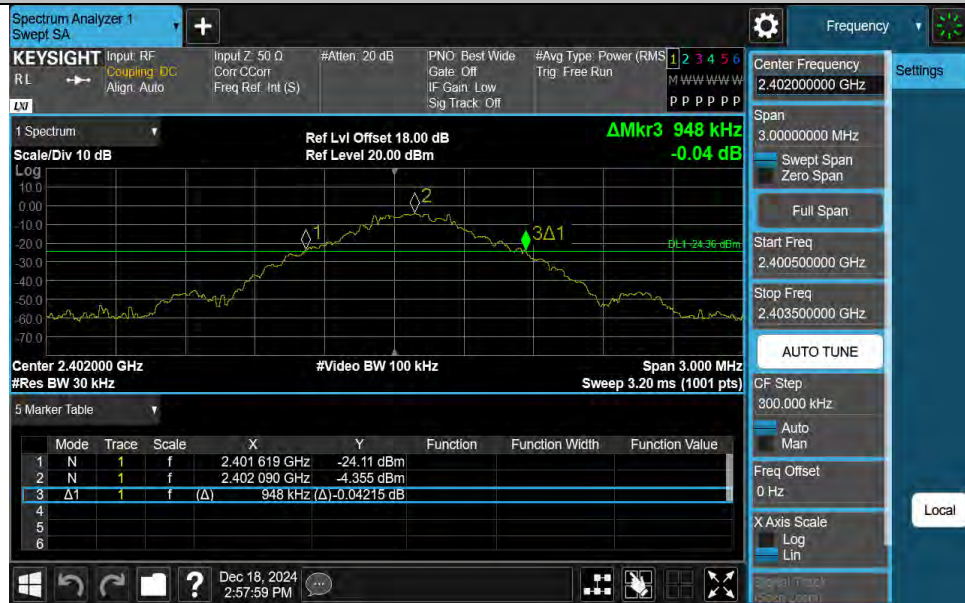 Spectrum Analyzer 1
Swept SA
+
Frequency
KEYSIGHT
Input: RF
Input Z: 50 Ω
#Atten: 20 dB
PNO: Best Wide
#Avg Type: Power (RMS
1 2 3 4 5 6
RL
Coupling: DC
Corr CCorr
Gate: Off
Trig: Free Run
M W W W W W
Align: Auto
Freq Ref: Int (S)
IF Gain: Low
Sig Track: Off
P P P P P P
LXI
1 Spectrum
Scale/Div 10 dB
Ref Lvl Offset 18.00 dB
Ref Level 20.00 dBm
ΔMkr3 948 kHz
-0.04 dB
Log
10.0
0.00
-10.0
-20.0
-30.0
-40.0
-50.0
-60.0
-70.0
1
2
3Δ1
DL1 -24.36 dBm
Center 2.402000 GHz
#Video BW 100 kHz
Span 3.000 MHz
#Res BW 30 kHz
Sweep 3.20 ms (1001 pts)
5 Marker Table
Mode Trace Scale X Y Function Function Width Function Value
1 N 1 f 2.401 619 GHz -24.11 dBm
2 N 1 f 2.402 090 GHz -4.355 dBm
3 Δ1 1 f (Δ) 948 kHz (Δ) -0.04215 dB
4
5
6
Dec 18, 2024
2:57:59 PM
?
Center Frequency
2.402000000 GHz
Span
3.00000000 MHz
Swept Span
Zero Span
Full Span
Start Freq
2.400500000 GHz
Stop Freq
2.403500000 GHz
AUTO TUNE
CF Step
300.000 kHz
Auto
Man
Freq Offset
0 Hz
X Axis Scale
Log
Lin
Signal Track
(Span Zoom)
Settings
Local